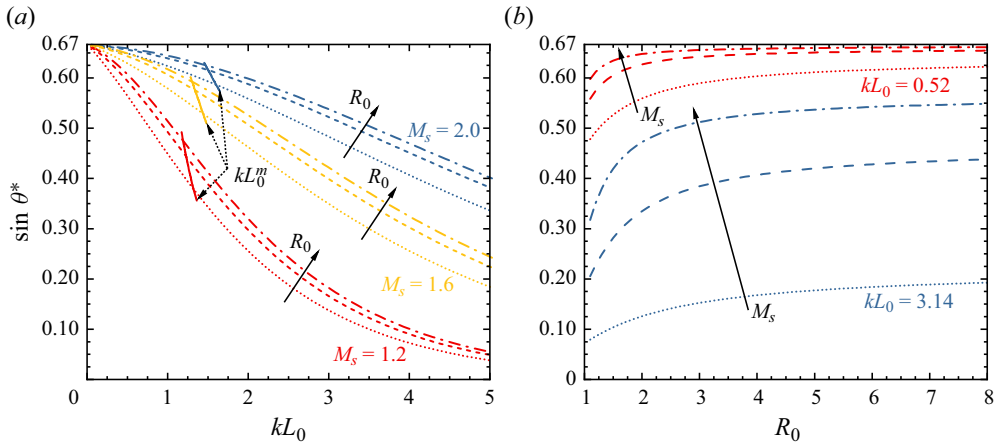 (a)
0.67
0.60
0.50
0.40
0.30
0.20
0.10
0
sin θ*
R₀
Mₛ = 2.0
kL₀ᵐ
R₀
R₀
Mₛ = 1.6
Mₛ = 1.2
0 1 2 3 4 5
kL₀
(b)
0.67
0.60
0.50
0.40
0.30
0.20
0.10
0
kL₀ = 0.52
Mₛ
Mₛ
kL₀ = 3.14
1 2 3 4 5 6 7 8
R₀